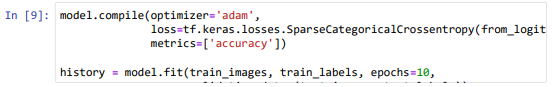 In [9]: model.compile(optimizer='adam',
loss=tf.keras.losses.SparseCategoricalCrossentropy(from_logit
metrics=['accuracy'])
history = model.fit(train_images, train_labels, epochs=10,